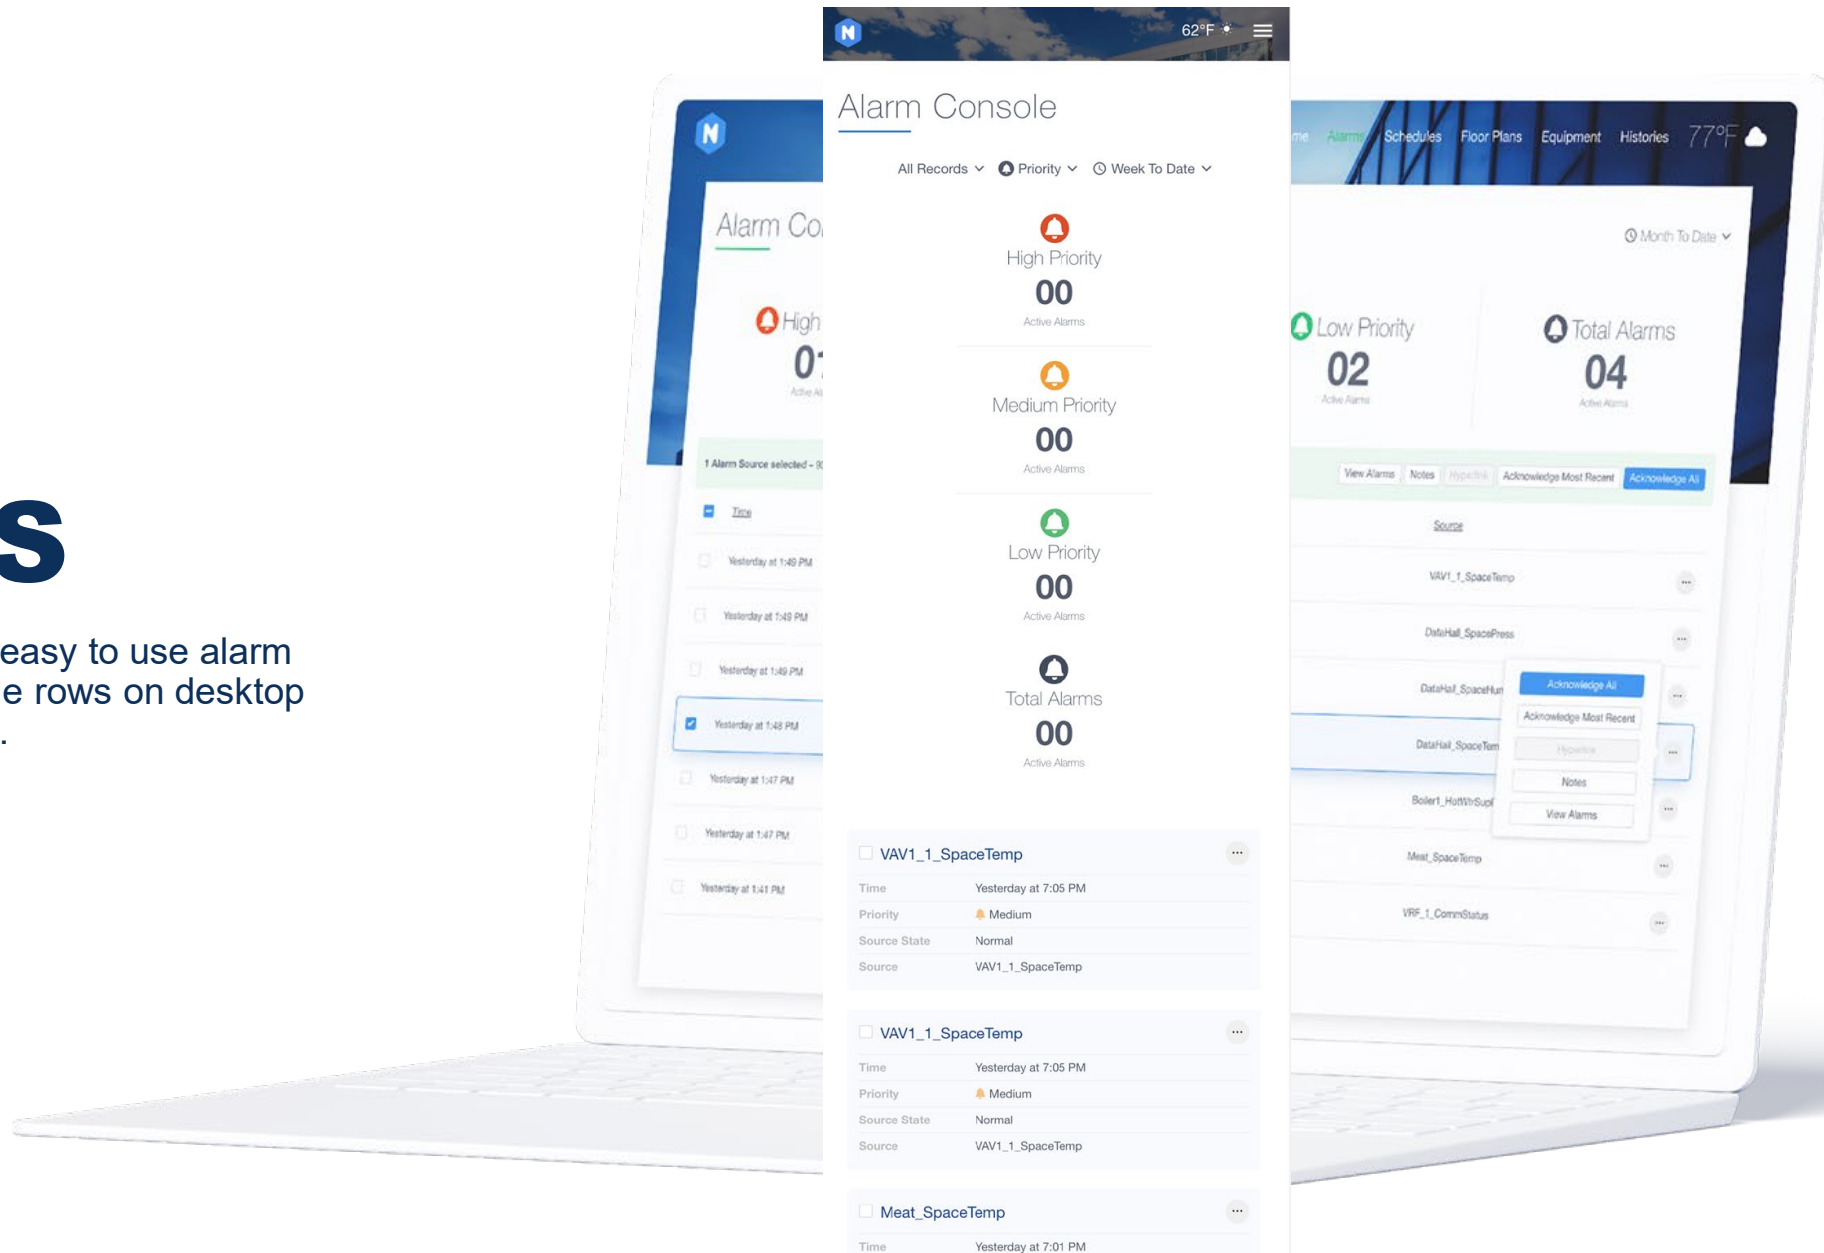 s
easy to use alarm
e rows on desktop
.
N
62°F
Alarm Console
All Records
Priority
Week To Date
High Priority
00
Active Alarms
Medium Priority
00
Active Alarms
Low Priority
00
Active Alarms
Total Alarms
00
Active Alarms
VAV1_1_SpaceTemp
Time Yesterday at 7:05 PM
Priority Medium
Source State Normal
Source VAV1_1_SpaceTemp
VAV1_1_SpaceTemp
Time Yesterday at 7:05 PM
Priority Medium
Source State Normal
Source VAV1_1_SpaceTemp
Meat_SpaceTemp
Time Yesterday at 7:01 PM
N
me Alarms Schedules Floor Plans Equipment Histories 77°F
Alarm Co
Month To Date
High
Active
Low Priority
02
Active Alarms
Total Alarms
04
Active Alarms
1 Alarm Source selected -
View Alarms Notes Hyperlink Acknowledge Most Recent Acknowledge All
Time Source
Yesterday at 1:49 PM VAV1_1_SpaceTemp
Yesterday at 1:49 PM DataHall_SpacePress
Yesterday at 1:49 PM DataHall_SpaceHum
Yesterday at 1:48 PM DataHall_SpaceTem
Yesterday at 1:47 PM Boiler1_HotWtrSupl
Yesterday at 1:47 PM Meat_SpaceTemp
Yesterday at 1:41 PM VRF_1_CommStatus
Acknowledge All
Acknowledge Most Recent
Hyperlink
Notes
View Alarms